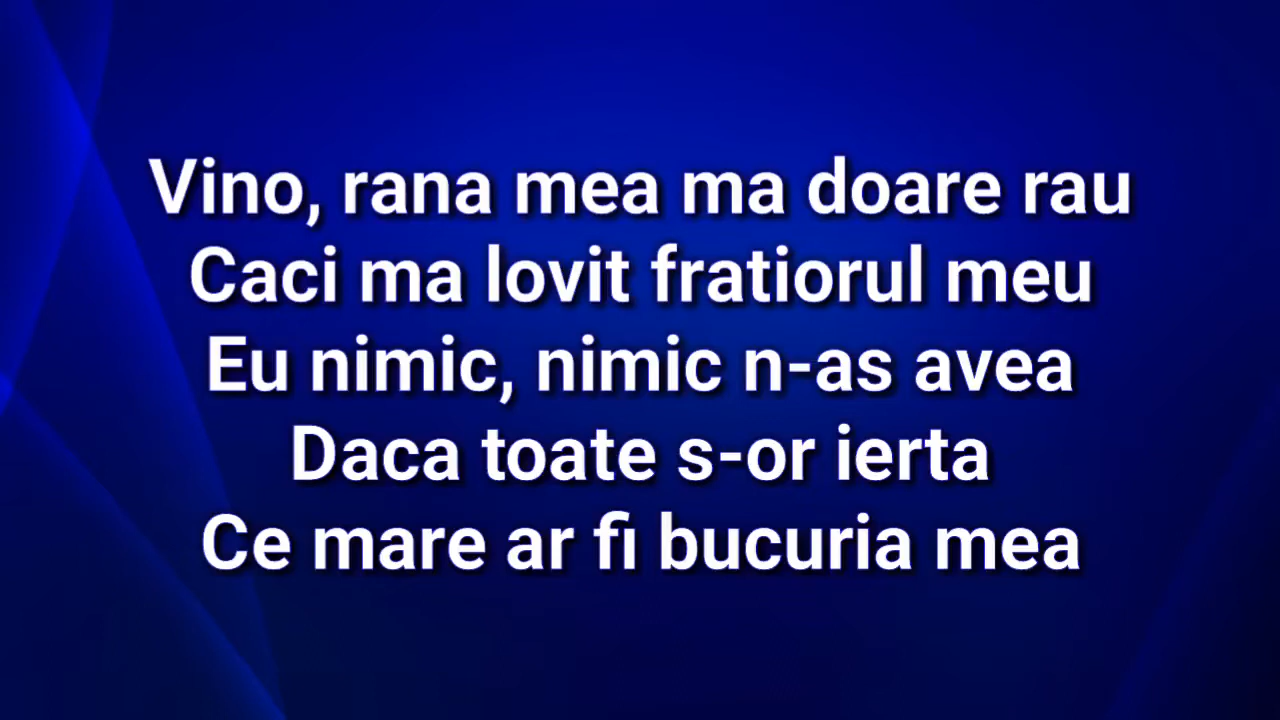 Vino, rana mea ma doare rau
Caci ma lovit fratiorul meu
Eu nimic, nimic n-as avea
Daca toate s-or ierta
Ce mare ar fi bucuria mea